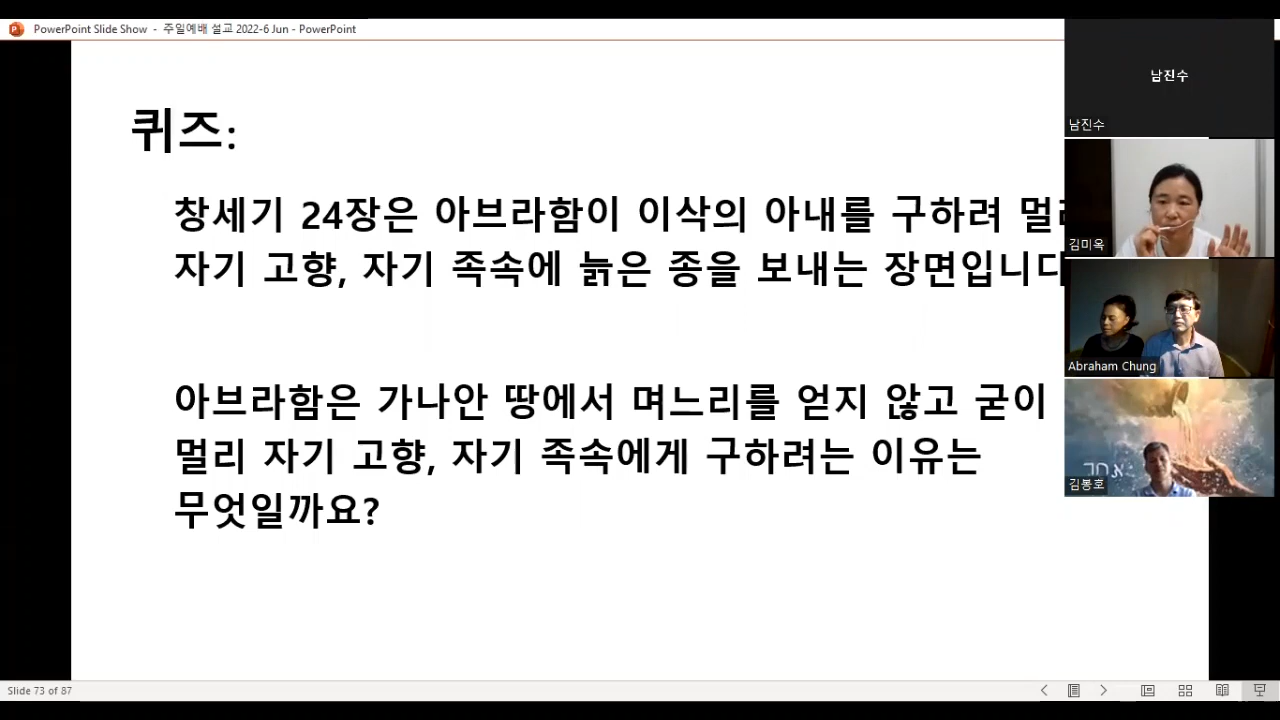 PowerPoint Slide Show - 주일예배 설교 2022-6 Jun - PowerPoint
퀴즈:
창세기 24장은 아브라함이 이삭의 아내를 구하려
자기 고향, 자기 족속에 늙은 종을 보내는 장면입니다
아브라함은 가나안 땅에서 며느리를 얻지 않고 굳이
멀리 자기 고향, 자기 족속에게 구하려는 이유는
무엇일까요?
남진수
남진수
김미옥
Abraham Chung
김봉호
Slide 73 of 87